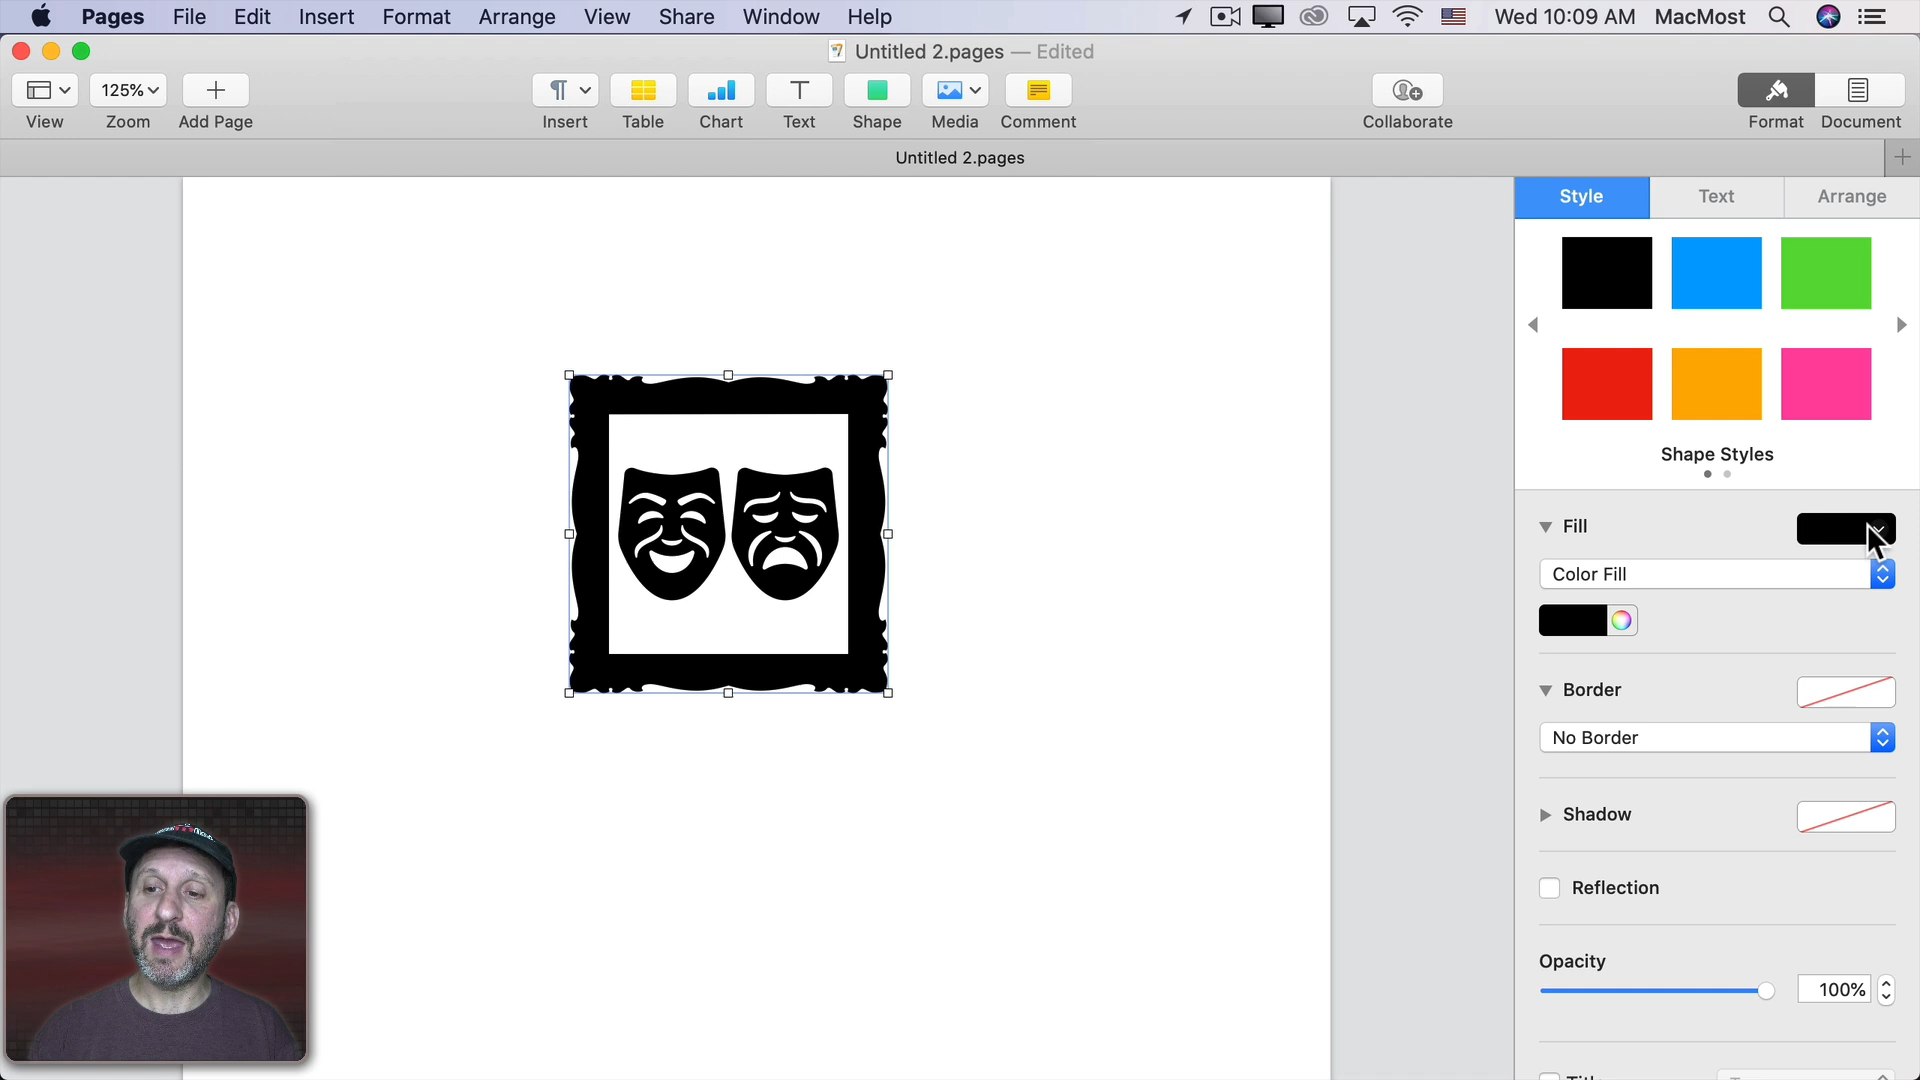 Pages File Edit Insert Format Arrange View Share Window Help Wed 10:09 AM MacMost
Untitled 2.pages — Edited
125%
View Zoom Add Page Insert Table Chart Text Shape Media Comment Collaborate Format Document
Untitled 2.pages
Style Text Arrange
Shape Styles
Fill
Color Fill
Border
No Border
Shadow
Reflection
Opacity
100%